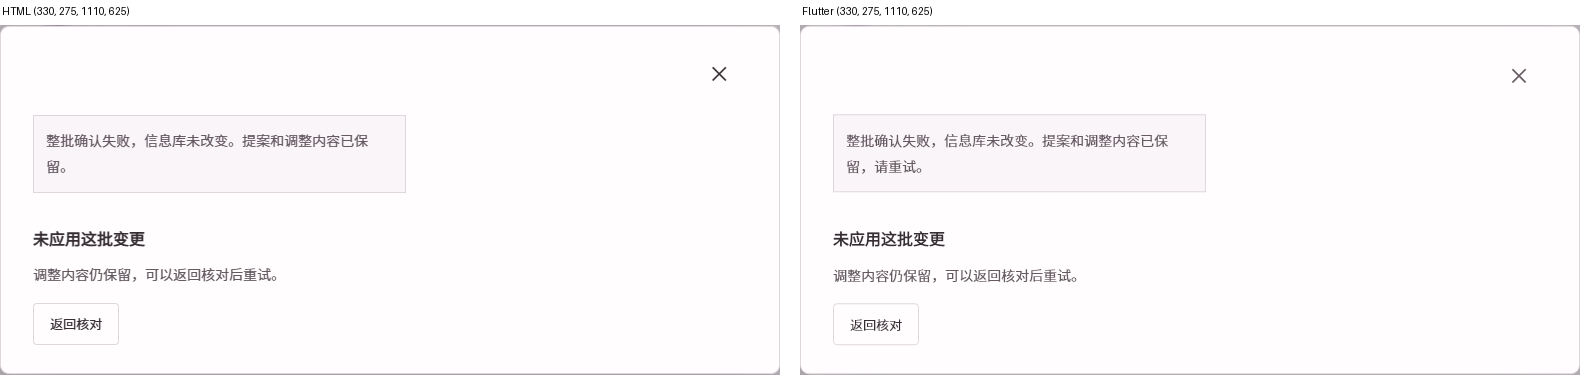 HTML (330, 275, 1110, 625)
整批确认失败，信息库未改变。提案和调整内容已保
留。
未应用这批变更
调整内容仍保留，可以返回核对后重试。
返回核对
Flutter (330, 275, 1110, 625)
整批确认失败，信息库未改变。提案和调整内容已保
留，请重试。
未应用这批变更
调整内容仍保留，可以返回核对后重试。
返回核对